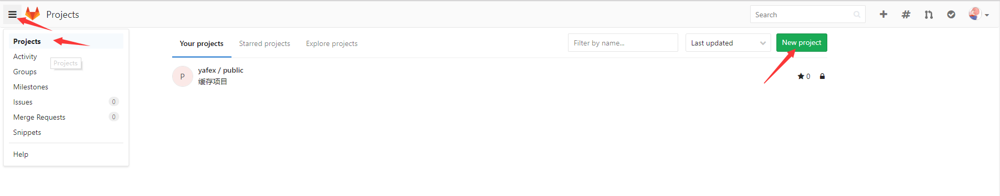 Projects
Search
Projects
Activity
Projects
Groups
Milestones
Issues 0
Merge Requests 0
Snippets
Help
Your projects Starred projects Explore projects
Filter by name...
Last updated
New project
P
yafex / public
缓存项目
0